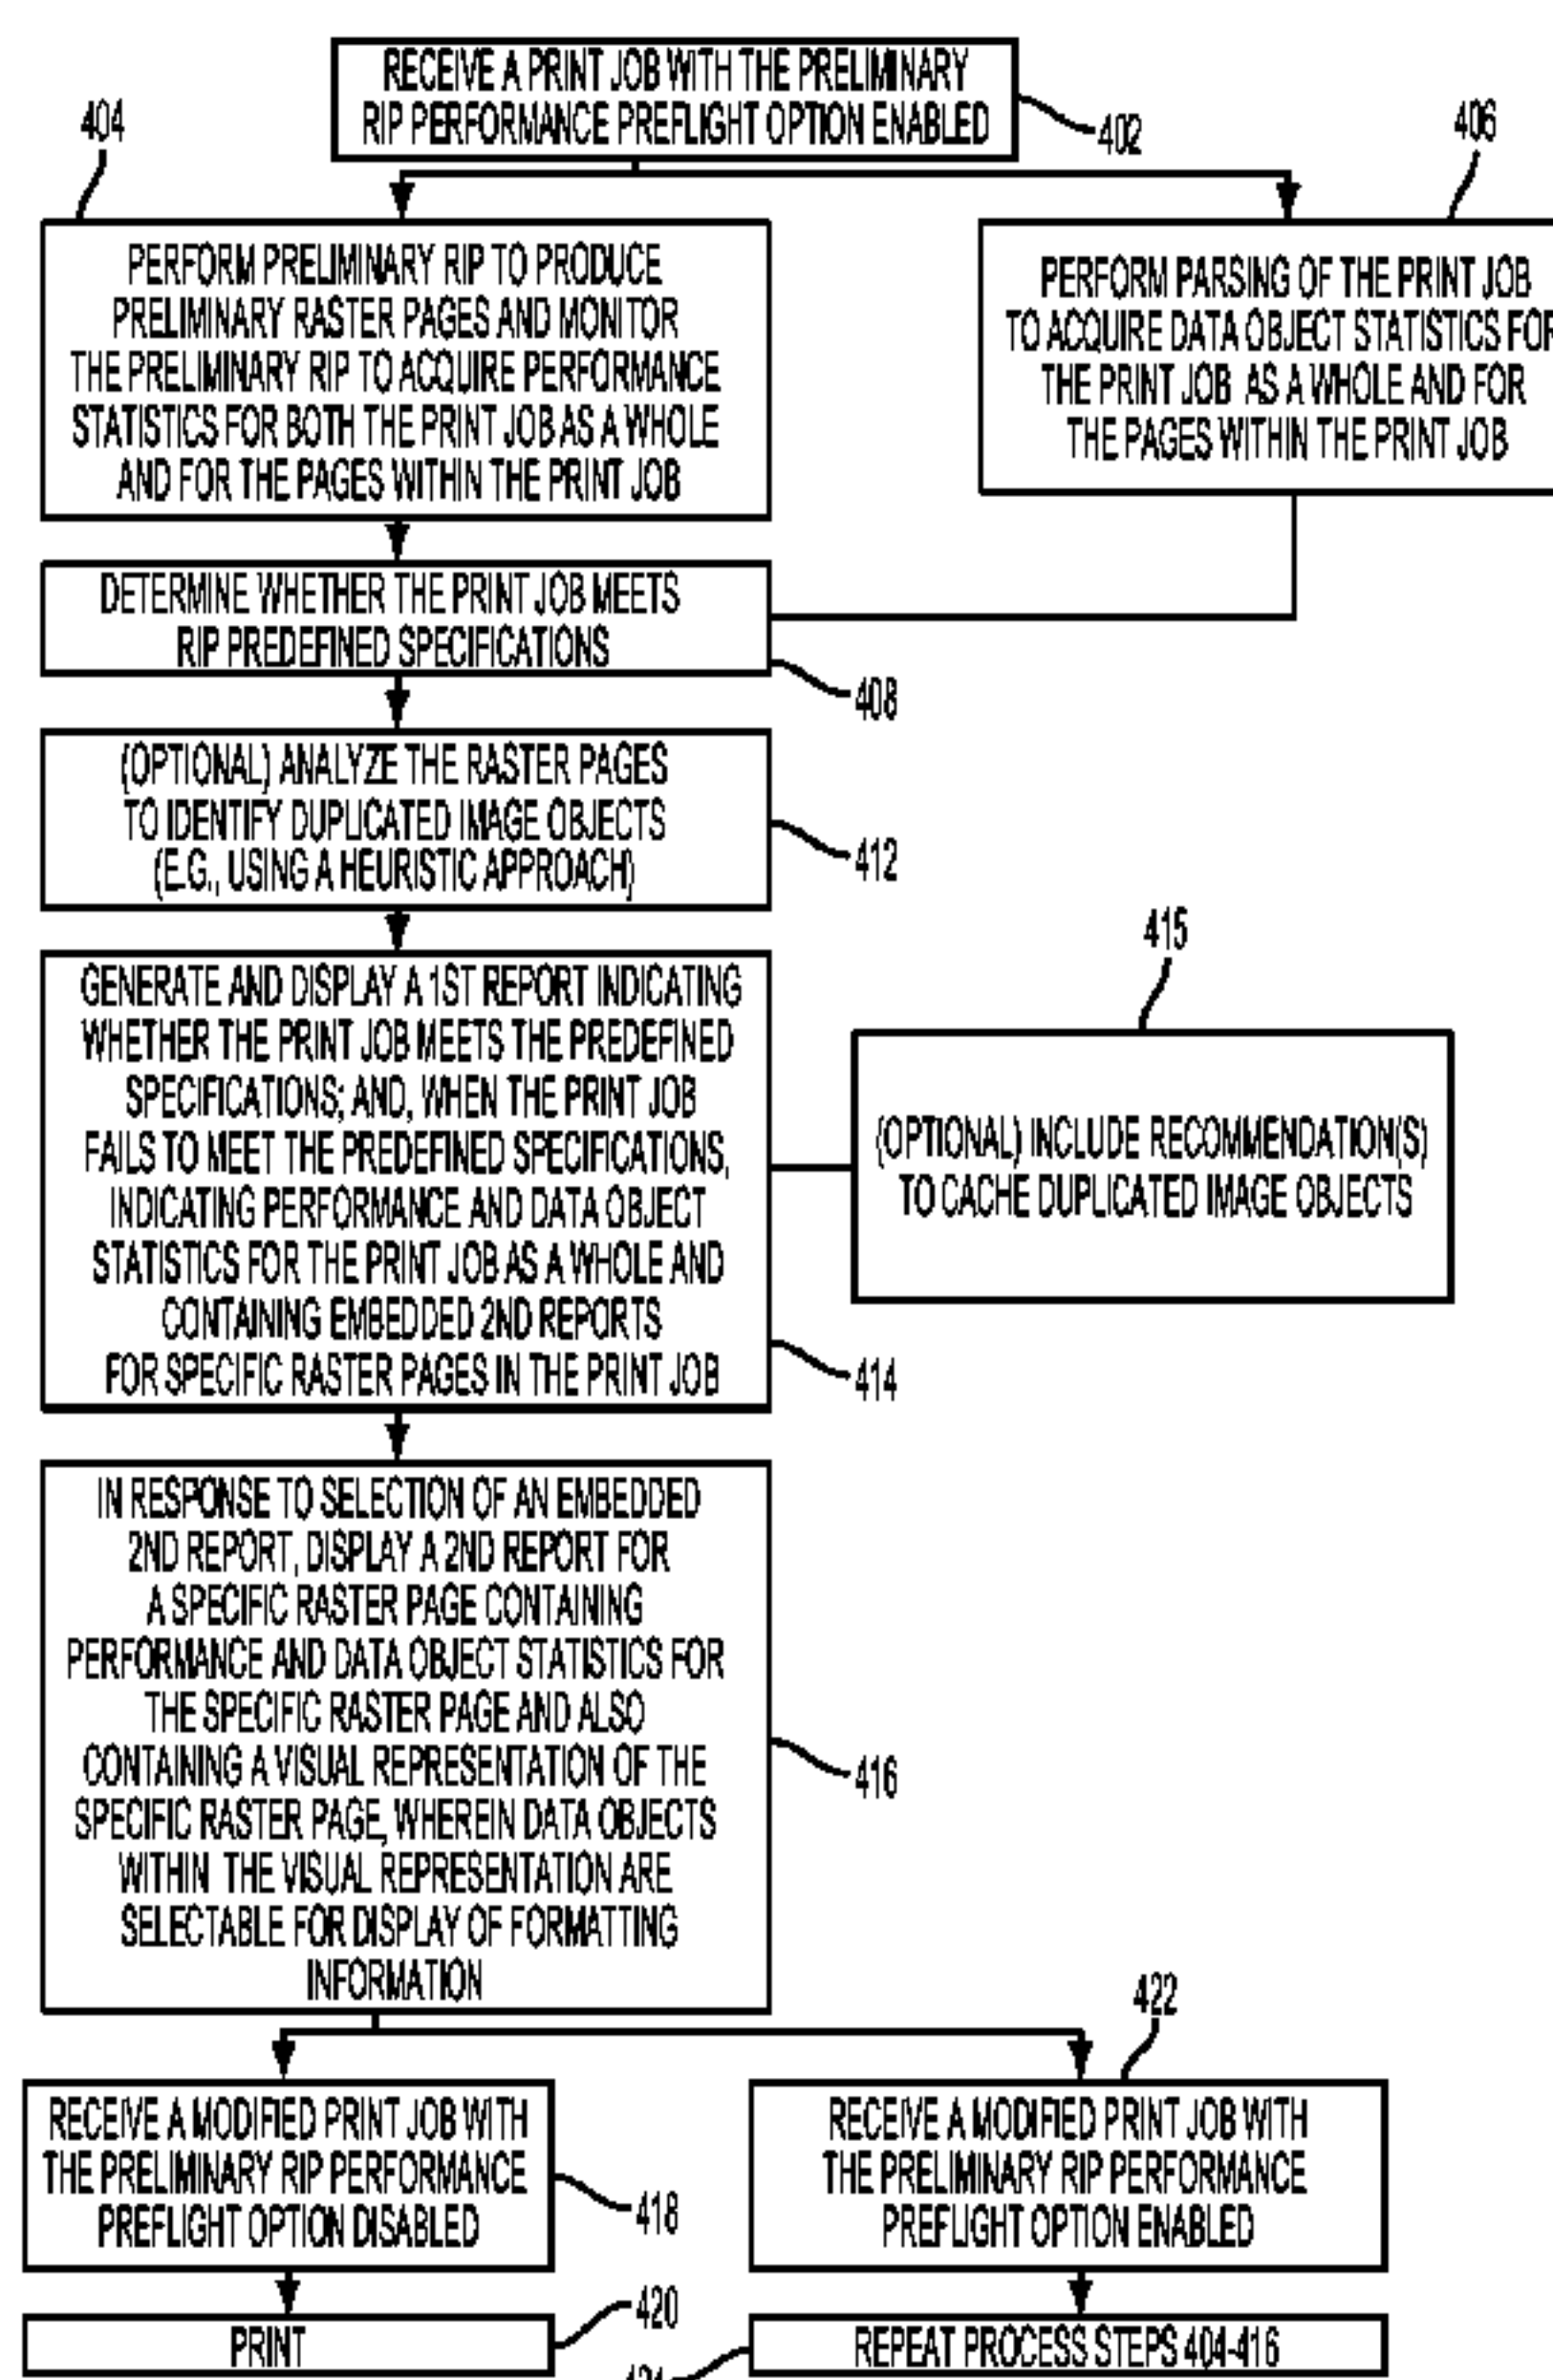 RECEIVE A PRINT JOB WITH THE PRELIMINARY
RIP PERFORMANCE PREFLIGHT OPTION ENABLED
402
404
406
PERFORM PRELIMINARY RIP TO PRODUCE
PRELIMINARY RASTER PAGES AND MONITOR
THE PRELIMINARY RIP TO ACQUIRE PERFORMANCE
STATISTICS FOR BOTH THE PRINT JOB AS A WHOLE
AND FOR THE PAGES WITHIN THE PRINT JOB
PERFORM PARSING OF THE PRINT JOB
TO ACQUIRE DATA OBJECT STATISTICS FOR
THE PRINT JOB AS A WHOLE AND FOR
THE PAGES WITHIN THE PRINT JOB
DETERMINE WHETHER THE PRINT JOB MEETS
RIP PREDEFINED SPECIFICATIONS
408
(OPTIONAL) ANALYZE THE RASTER PAGES
TO IDENTIFY DUPLICATED IMAGE OBJECTS
(E.G., USING A HEURISTIC APPROACH)
412
GENERATE AND DISPLAY A 1ST REPORT INDICATING
WHETHER THE PRINT JOB MEETS THE PREDEFINED
SPECIFICATIONS; AND, WHEN THE PRINT JOB
FAILS TO MEET THE PREDEFINED SPECIFICATIONS,
INDICATING PERFORMANCE AND DATA OBJECT
STATISTICS FOR THE PRINT JOB AS A WHOLE AND
CONTAINING EMBEDDED 2ND REPORTS
FOR SPECIFIC RASTER PAGES IN THE PRINT JOB
414
415
(OPTIONAL) INCLUDE RECOMMENDATION(S)
TO CACHE DUPLICATED IMAGE OBJECTS
IN RESPONSE TO SELECTION OF AN EMBEDDED
2ND REPORT, DISPLAY A 2ND REPORT FOR
A SPECIFIC RASTER PAGE CONTAINING
PERFORMANCE AND DATA OBJECT STATISTICS FOR
THE SPECIFIC RASTER PAGE AND ALSO
CONTAINING A VISUAL REPRESENTATION OF THE
SPECIFIC RASTER PAGE, WHEREIN DATA OBJECTS
WITHIN THE VISUAL REPRESENTATION ARE
SELECTABLE FOR DISPLAY OF FORMATTING
INFORMATION
416
422
RECEIVE A MODIFIED PRINT JOB WITH
THE PRELIMINARY RIP PERFORMANCE
PREFLIGHT OPTION DISABLED
418
RECEIVE A MODIFIED PRINT JOB WITH
THE PRELIMINARY RIP PERFORMANCE
PREFLIGHT OPTION ENABLED
PRINT
420
REPEAT PROCESS STEPS 404-416